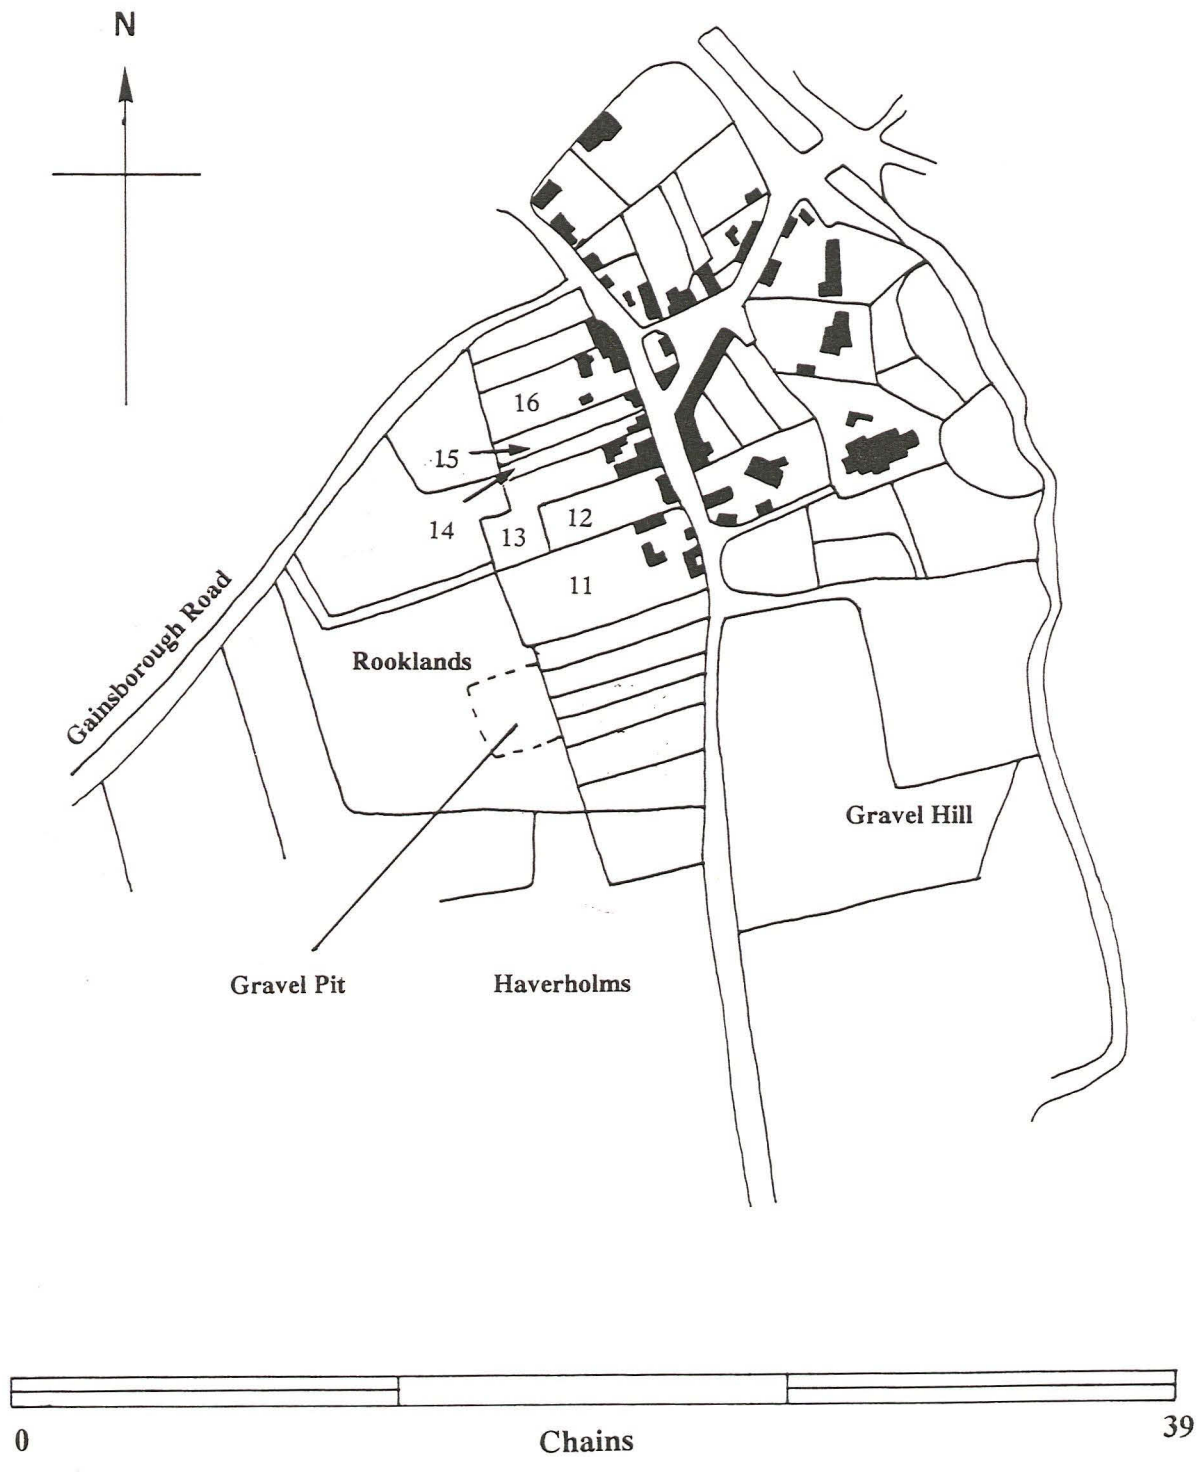 N
16
15
14
13
12
11
Gainsborough Road
Rooklands
Gravel Hill
Gravel Pit
Haverholms
0
Chains
39